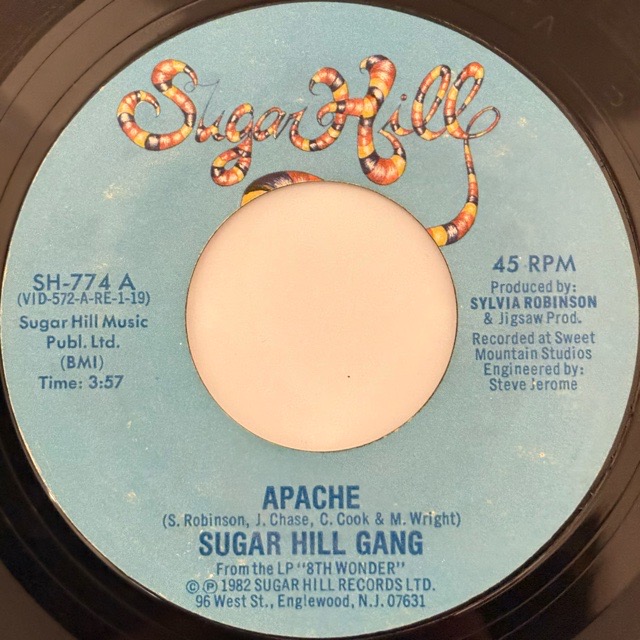 Sugar Hill
SH-774 A
(VID-572-A-RE-1-19)
Sugar Hill Music
Publ. Ltd.
(BMI)
Time: 3:57
45 RPM
Produced by:
SYLVIA ROBINSON
& Jigsaw Prod.
Recorded at Sweet
Mountain Studios
Engineered by:
Steve Jerome
APACHE
(S. Robinson, J. Chase, C. Cook & M. Wright)
SUGAR HILL GANG
From the LP "8TH WONDER"
© ℗ 1982 SUGAR HILL RECORDS LTD.
96 West St., Englewood, N.J. 07631